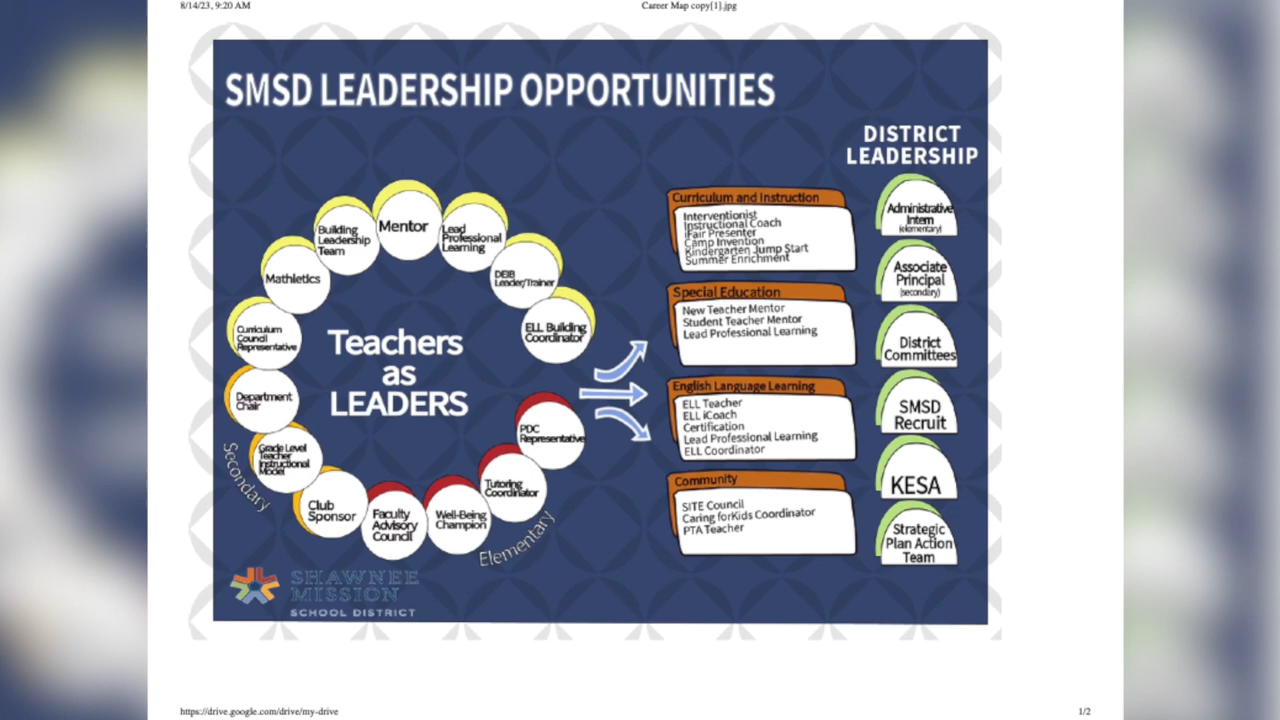 8/14/23, 9:20 AM
Career Map copy[1].jpg
SMSD LEADERSHIP OPPORTUNITIES
DISTRICT
LEADERSHIP
Mentor
Building
Leadership
Team
Lead
Professional
Learning
Mathletics
DEIB
Leader/Trainer
Curriculum
Council
Representative
ELL Building
Coordinator
Teachers
as
LEADERS
Department
Chair
PDC
Representative
Grade Level
Teacher
Instructional
Model
Tutoring
Coordinator
Club
Sponsor
Faculty
Advisory
Council
Well-Being
Champion
Secondary
Elementary
Curriculum and Instruction
Interventionist
Instructional Coach
iFair Presenter
Camp Invention
Kindergarten Jump Start
Summer Enrichment
Special Education
New Teacher Mentor
Student Teacher Mentor
Lead Professional Learning
English Language Learning
ELL Teacher
ELL iCoach
Certification
Lead Professional Learning
ELL Coordinator
Community
SITE Council
Caring forKids Coordinator
PTA Teacher
Administrative
Intern
(elementary)
Associate
Principal
(secondary)
District
Committees
SMSD
Recruit
KESA
Strategic
Plan Action
Team
SHAWNEE
MISSION
SCHOOL DISTRICT
https://drive.google.com/drive/my-drive
1/2